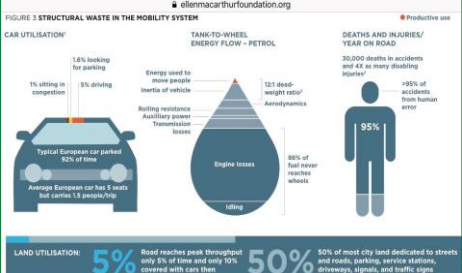 ellenmacarthurfoundation.org
FIGURE 3 STRUCTURAL WASTE IN THE MOBILITY SYSTEM
Productive use
CAR UTILISATION¹
1.6% looking
for parking
1% sitting in
congestion
5% driving
Typical European car parked
92% of time
Average European car has 5 seats
but carries 1.5 people/trip
TANK-TO-WHEEL
ENERGY FLOW – PETROL
Energy used to
move people
Inertia of vehicle
Rolling resistance
Auxiliary power
Transmission
losses
12:1 dead-
weight ratio²
Aerodynamics
Engine losses
86% of
fuel never
reaches
wheels
Idling
DEATHS AND INJURIES/
YEAR ON ROAD
30,000 deaths in accidents
and 4X as many disabling
injuries³
>95% of
accidents
from human
error
95%
LAND UTILISATION:
5%
Road reaches peak throughput
only 5% of time and only 10%
covered with cars then
50%
50% of most city land dedicated to streets
and roads, parking, service stations,
driveways, signals, and traffic signs